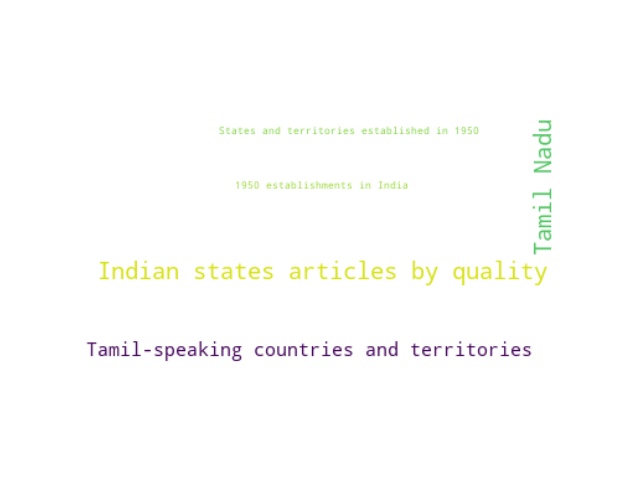 States and territories established in 1950
Tamil Nadu
1950 establishments in India
Indian states articles by quality
Tamil-speaking countries and territories